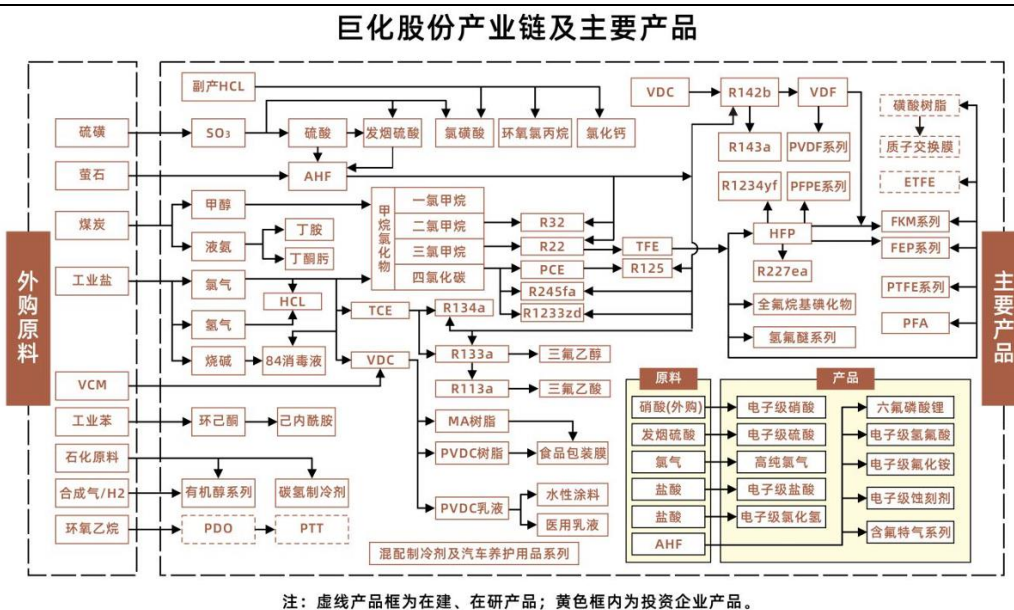 巨化股份产业链及主要产品
外购原料
硫磺
萤石
煤炭
工业盐
VCM
工业苯
石化原料
合成气/H2
环氧乙烷
副产HCL
SO₃
硫酸
发烟硫酸
氯磺酸
环氧氯丙烷
氯化钙
AHF
甲醇
液氨
丁胺
丁酮肟
氯气
HCL
氢气
烧碱
84消毒液
环己酮
己内酰胺
有机醇系列
碳氢制冷剂
PDO
PTT
甲烷氯化物
一氯甲烷
二氯甲烷
三氯甲烷
四氯化碳
R32
R22
TFE
PCE
R125
R245fa
R1233zd
TCE
R134a
VDC
R133a
三氟乙醇
R113a
三氟乙酸
MA树脂
PVDC树脂
食品包装膜
PVDC乳液
水性涂料
医用乳液
混配制冷剂及汽车养护用品系列
VDC
R142b
VDF
R143a
PVDF系列
R1234yf
PFPE系列
HFP
R227ea
全氟烷基碘化物
氢氟醚系列
磺酸树脂
质子交换膜
ETFE
FKM系列
FEP系列
PTFE系列
PFA
主要产品
原料
产品
硝酸(外购)
电子级硝酸
六氟磷酸锂
发烟硫酸
电子级硫酸
电子级氢氟酸
氯气
高纯氯气
电子级氟化铵
盐酸
电子级盐酸
电子级蚀刻剂
盐酸
电子级氯化氢
含氟特气系列
AHF
注：虚线产品框为在建、在研产品；黄色框内为投资企业产品。